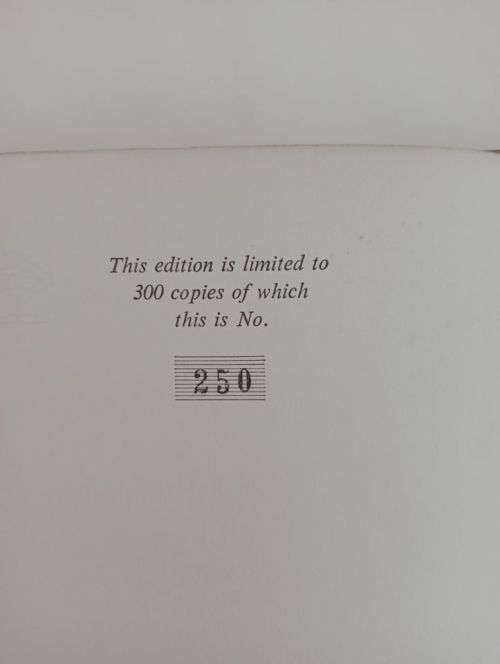 This edition is limited to
300 copies of which
this is No.
250